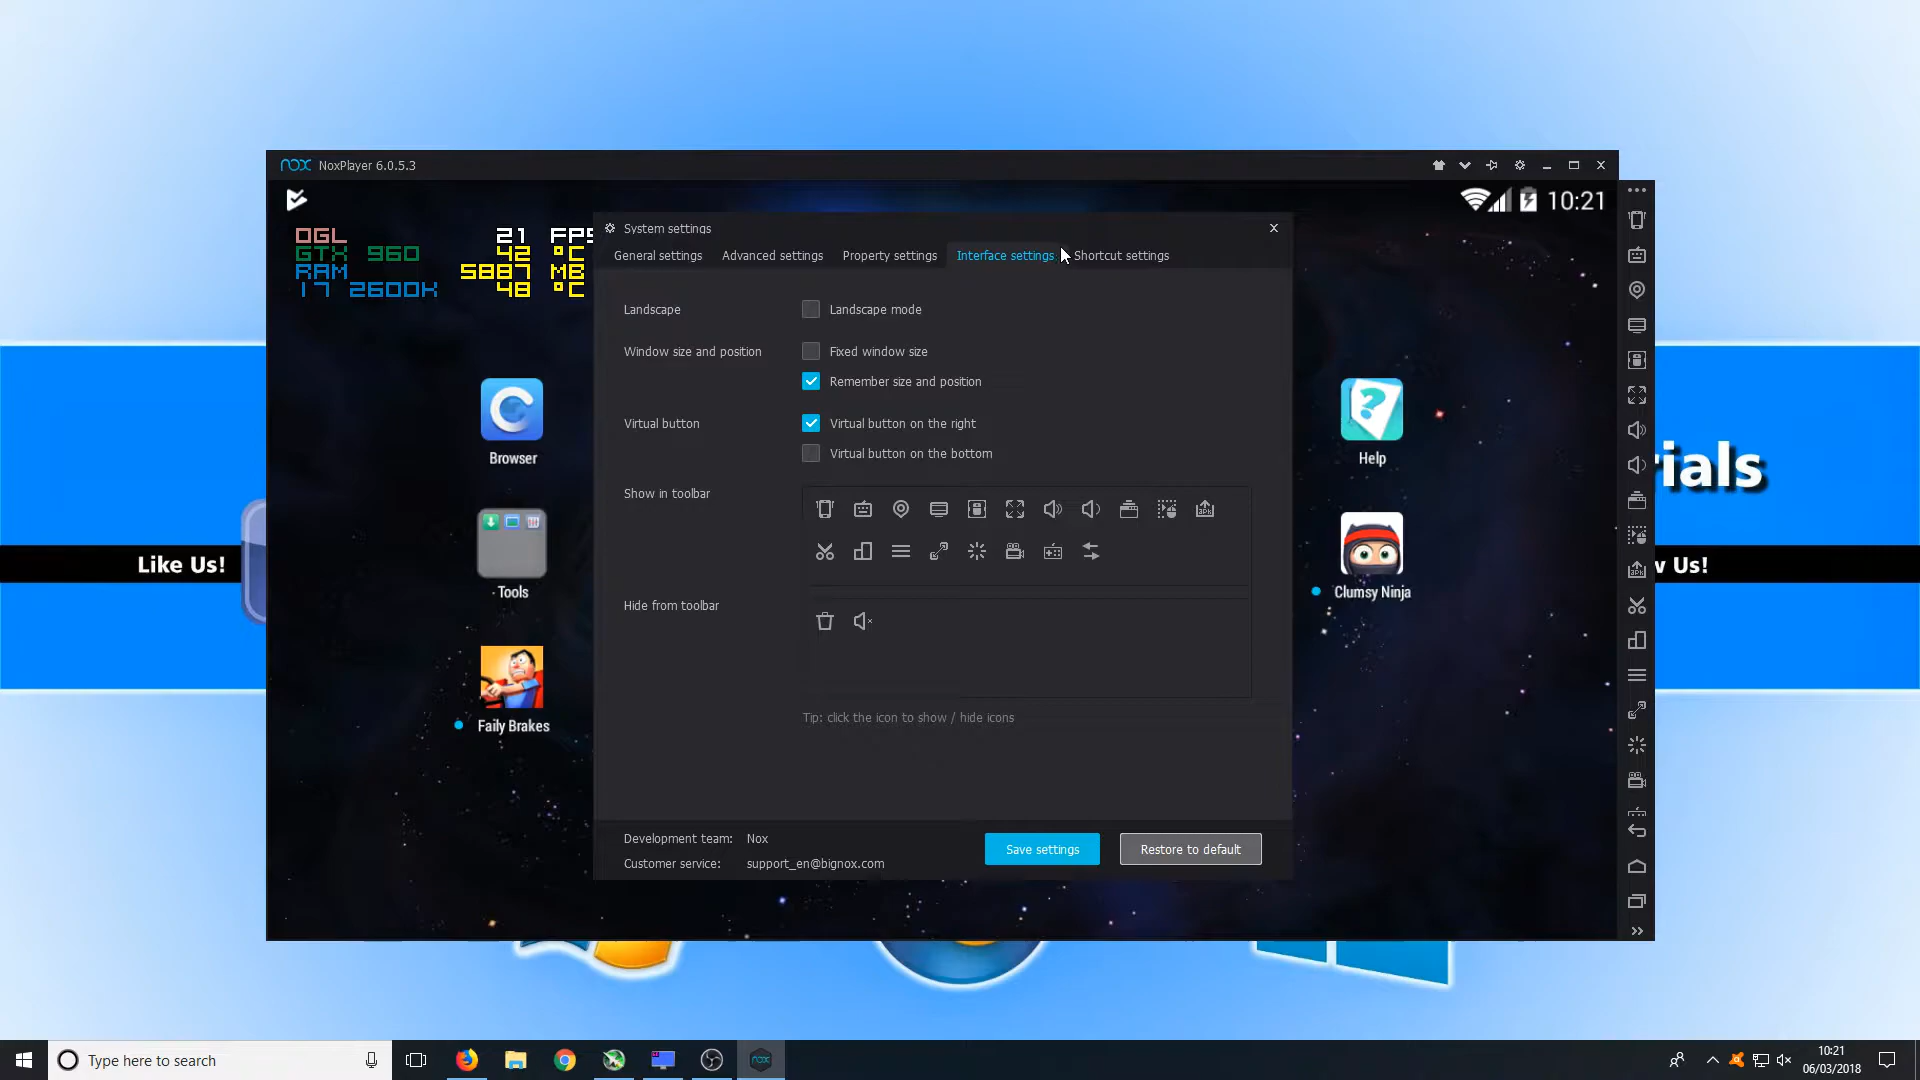 nox NoxPlayer 6.0.5.3
10:21
OGL 21 FPS
GTX 960 42 °C
RAM 5887 MB
I7 2600K 48 °C
System settings
General settings Advanced settings Property settings Interface settings Shortcut settings
Landscape Landscape mode
Window size and position Fixed window size
Remember size and position
Virtual button Virtual button on the right
Virtual button on the bottom
Show in toolbar
Hide from toolbar
Tip: click the icon to show / hide icons
Development team: Nox
Customer service: support_en@bignox.com
Save settings Restore to default
Browser
Tools
Faily Brakes
Help
Clumsy Ninja
rials
Like Us!
w Us!
Type here to search
nox
10:21
06/03/2018